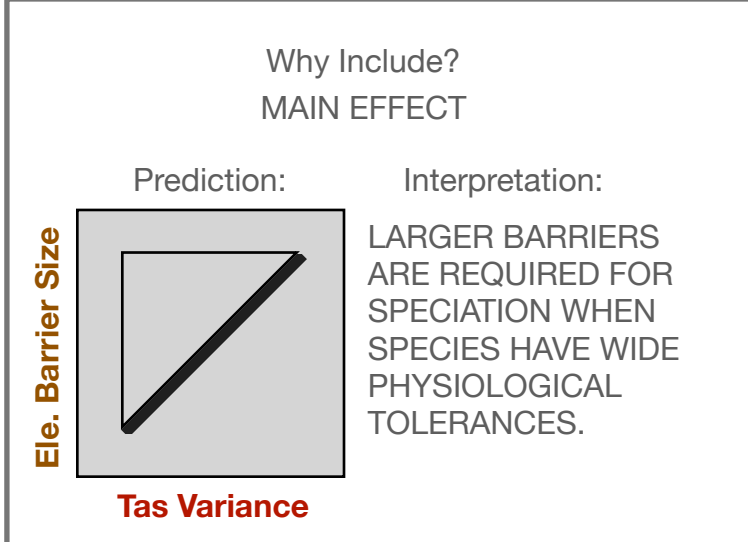 Why Include?
MAIN EFFECT
Prediction:
Interpretation:
Ele. Barrier Size
LARGER BARRIERS
ARE REQUIRED FOR
SPECIATION WHEN
SPECIES HAVE WIDE
PHYSIOLOGICAL
TOLERANCES.
Tas Variance